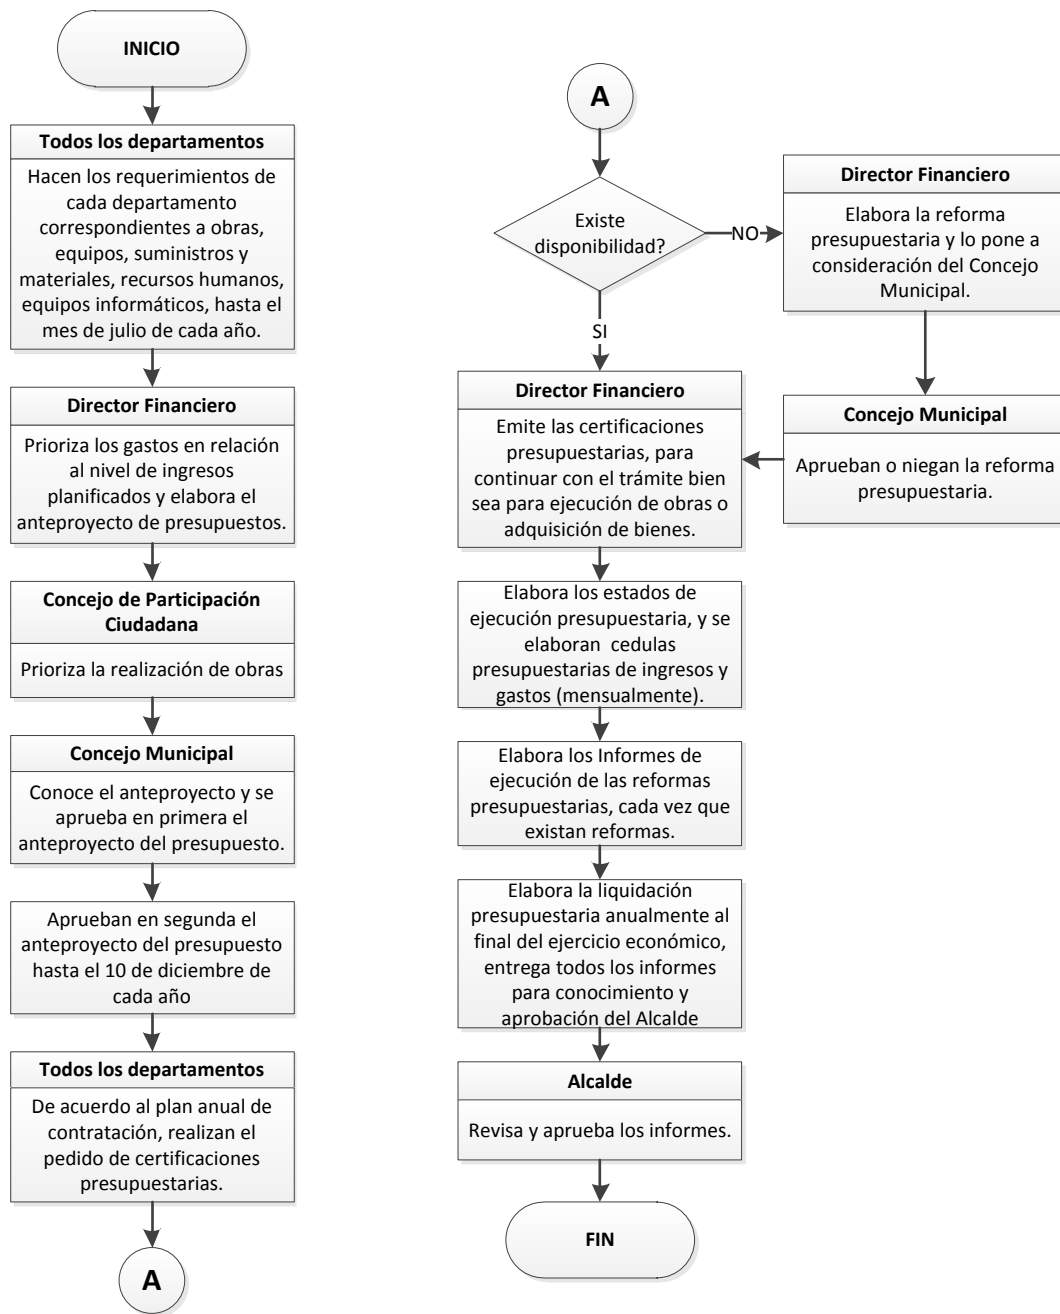 INICIO
Todos los departamentos
Hacen los requerimientos de
cada departamento
correspondientes a obras,
equipos, suministros y
materiales, recursos humanos,
equipos informáticos, hasta el
mes de julio de cada año.
Director Financiero
Prioriza los gastos en relación
al nivel de ingresos
planificados y elabora el
anteproyecto de presupuestos.
Concejo de Participación
Ciudadana
Prioriza la realización de obras
Concejo Municipal
Conoce el anteproyecto y se
aprueba en primera el
anteproyecto del presupuesto.
Aprueban en segunda el
anteproyecto del presupuesto
hasta el 10 de diciembre de
cada año
Todos los departamentos
De acuerdo al plan anual de
contratación, realizan el
pedido de certificaciones
presupuestarias.
A
A
Existe
disponibilidad?
NO
SI
Director Financiero
Elabora la reforma
presupuestaria y lo pone a
consideración del Concejo
Municipal.
Concejo Municipal
Aprueban o niegan la reforma
presupuestaria.
Director Financiero
Emite las certificaciones
presupuestarias, para
continuar con el trámite bien
sea para ejecución de obras o
adquisición de bienes.
Elabora los estados de
ejecución presupuestaria, y se
elaboran cedulas
presupuestarias de ingresos y
gastos (mensualmente).
Elabora los Informes de
ejecución de las reformas
presupuestarias, cada vez que
existan reformas.
Elabora la liquidación
presupuestaria anualmente al
final del ejercicio económico,
entrega todos los informes
para conocimiento y
aprobación del Alcalde
Alcalde
Revisa y aprueba los informes.
FIN